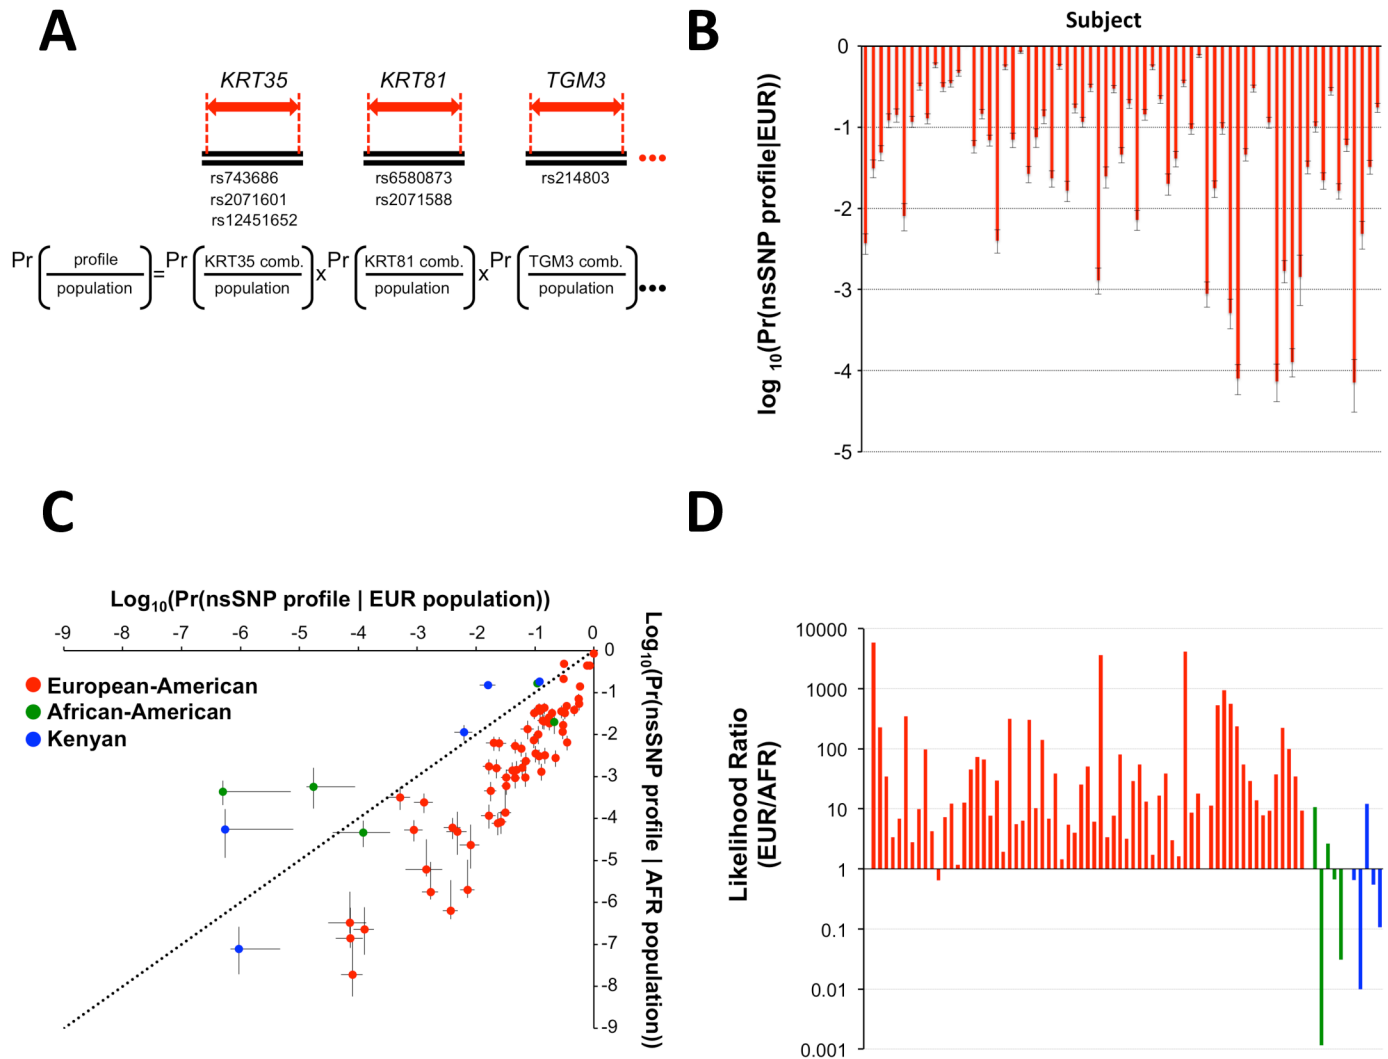 A
KRT35 KRT81 TGM3
rs743686 rs6580873 rs214803
rs2071601 rs2071588
rs12451652
Pr ( profile / population ) = Pr ( KRT35 comb. / population ) x Pr ( KRT81 comb. / population ) x Pr ( TGM3 comb. / population ) •••
B
Subject
log 10(Pr(nsSNP profile|EUR))
0
-1
-2
-3
-4
-5
C
Log10(Pr(nsSNP profile | EUR population))
-9 -8 -7 -6 -5 -4 -3 -2 -1 0
Log10(Pr(nsSNP profile | AFR population))
0
-1
-2
-3
-4
-5
-6
-7
-8
-9
European-American
African-American
Kenyan
D
Likelihood Ratio
(EUR/AFR)
10000
1000
100
10
1
0.1
0.01
0.001